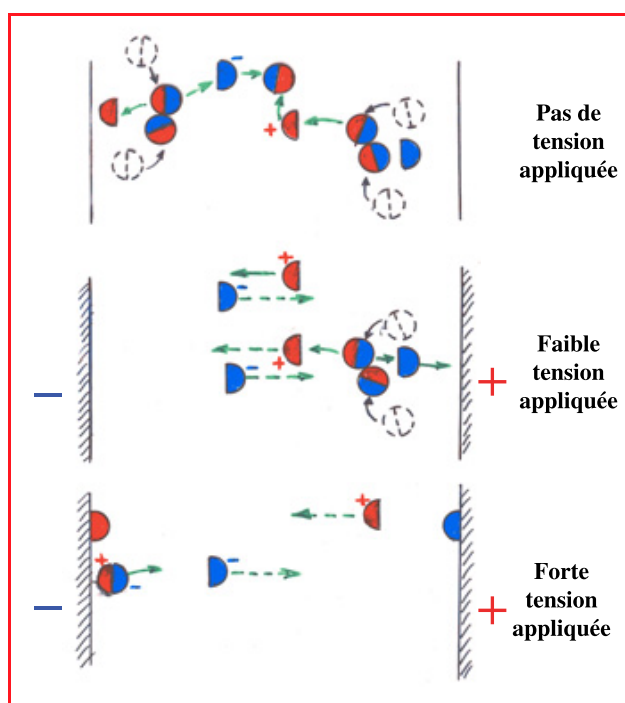 Pas de
tension
appliquée
Faible
tension
appliquée
Forte
tension
appliquée